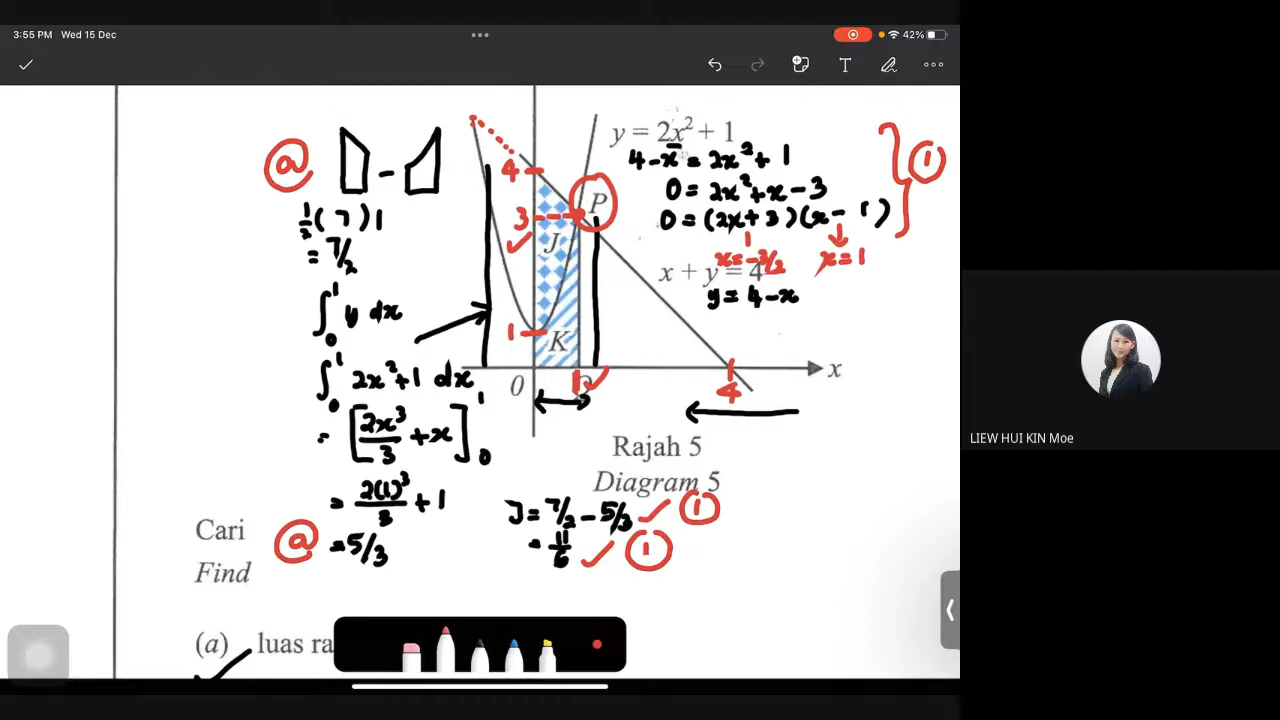 3:55 PM Wed 15 Dec
42%
y = 2x² + 1
4 - x = 2x² + 1
0 = 2x² + x - 3
0 = (2x + 3)(x - 1)
x = -3/2 x = 1
x + y = 4
y = 4 - x
①
ⓐ
-
½(7)1
= 7/2
∫₀¹ y dx
∫₀¹ 2x² + 1 dx
= [2x³/3 + x]₀¹
= 2(1)³/3 + 1
ⓐ = 5/3
4
3
P
J
1
K
0
1
4
x
Rajah 5
Diagram 5
J = 7/2 - 5/3 ✓ ①
= 11/6 ✓ ①
Cari
Find
(a) luas ra
LIEW HUI KIN Moe